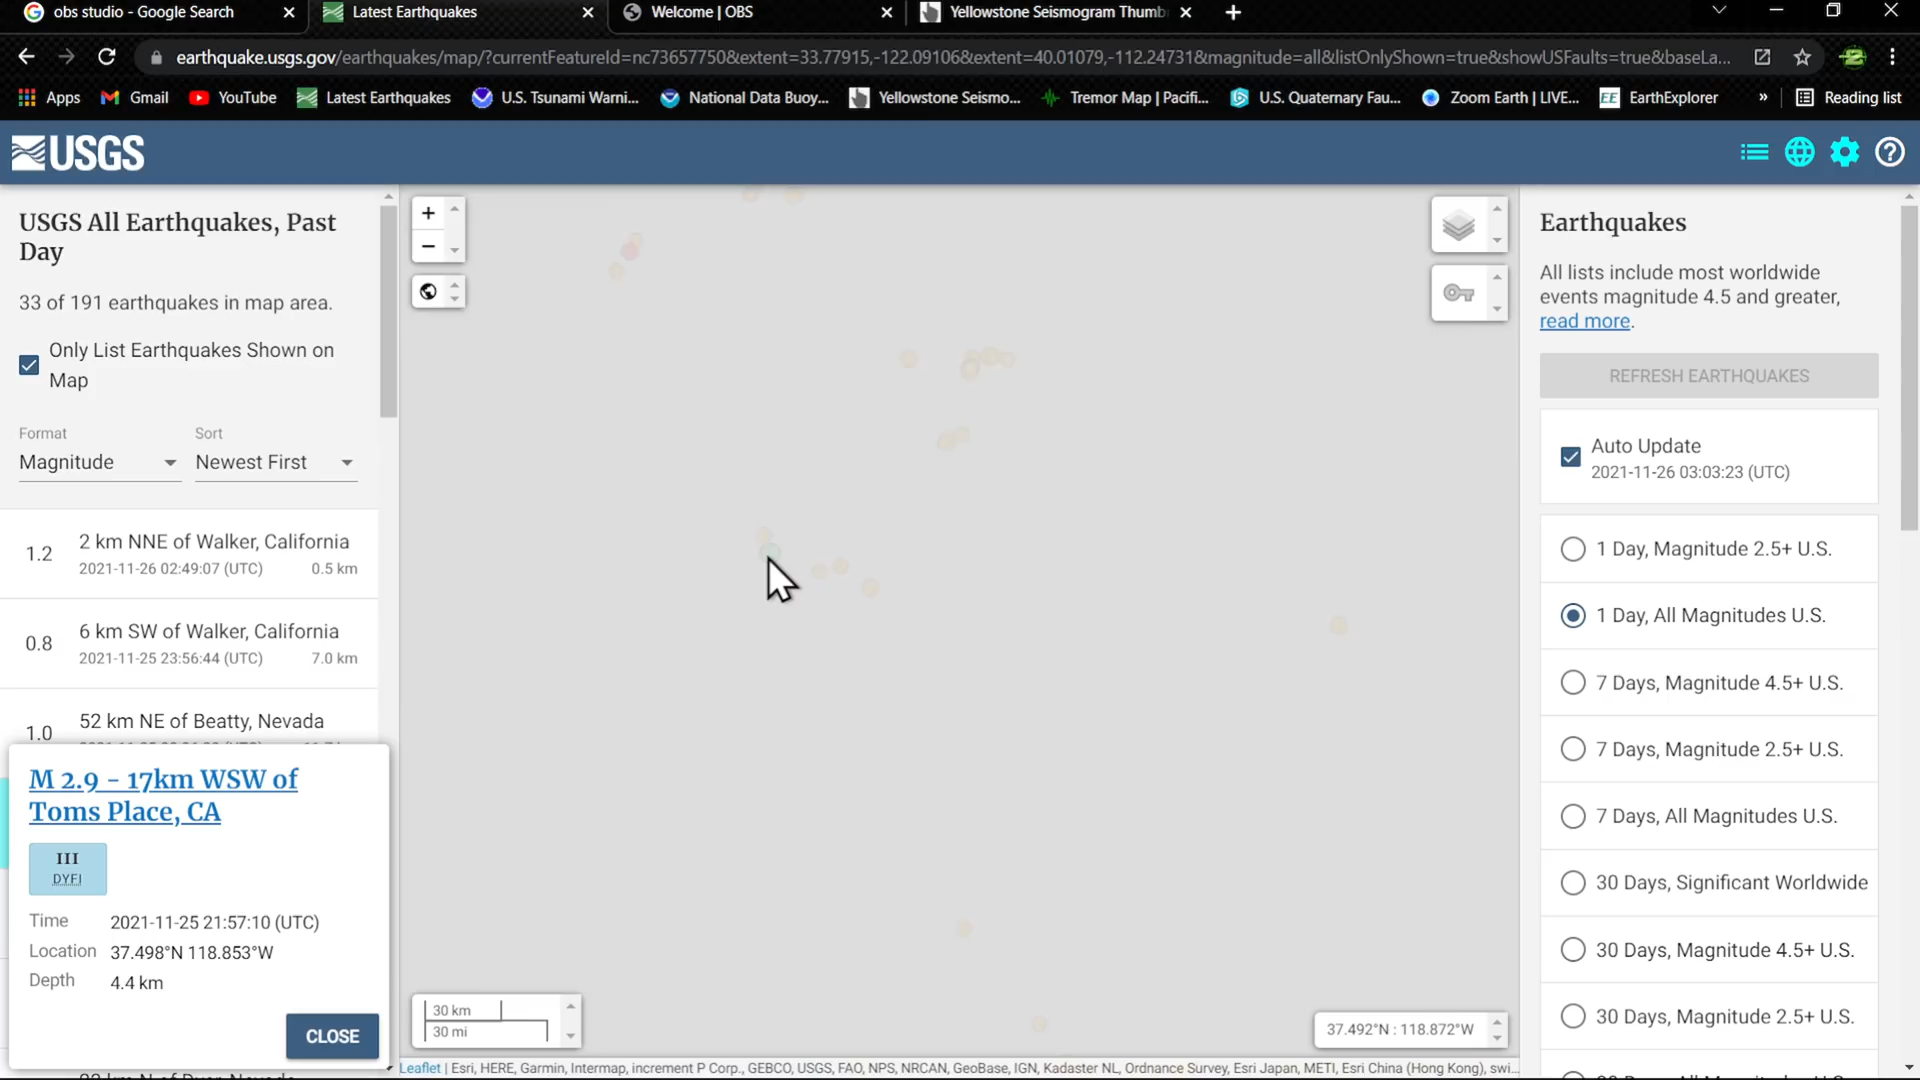 obs studio - Google Search
Latest Earthquakes
Welcome | OBS
Yellowstone Seismogram Thumb
earthquake.usgs.gov/earthquakes/map/?currentFeatureId=nc73657750&extent=33.77915,-122.09106&extent=40.01079,-112.24731&magnitude=all&listOnlyShown=true&showUSFaults=true&baseLa...
Apps
Gmail
YouTube
Latest Earthquakes
U.S. Tsunami Warni...
National Data Buoy...
Yellowstone Seismo...
Tremor Map | Pacifi...
U.S. Quaternary Fau...
Zoom Earth | LIVE...
EE EarthExplorer
»
Reading list
USGS
USGS All Earthquakes, Past
Day
33 of 191 earthquakes in map area.
Only List Earthquakes Shown on
Map
Format
Sort
Magnitude
Newest First
1.2
2 km NNE of Walker, California
2021-11-26 02:49:07 (UTC)
0.5 km
0.8
6 km SW of Walker, California
2021-11-25 23:56:44 (UTC)
7.0 km
1.0
52 km NE of Beatty, Nevada
M 2.9 - 17km WSW of
Toms Place, CA
III
DYFI
Time 2021-11-25 21:57:10 (UTC)
Location 37.498°N 118.853°W
Depth 4.4 km
CLOSE
+
−
30 km
30 mi
37.492°N : 118.872°W
Leaflet | Esri, HERE, Garmin, Intermap, increment P Corp., GEBCO, USGS, FAO, NPS, NRCAN, GeoBase, IGN, Kadaster NL, Ordnance Survey, Esri Japan, METI, Esri China (Hong Kong), swi...
Earthquakes
All lists include most worldwide
events magnitude 4.5 and greater,
read more.
REFRESH EARTHQUAKES
Auto Update
2021-11-26 03:03:23 (UTC)
1 Day, Magnitude 2.5+ U.S.
1 Day, All Magnitudes U.S.
7 Days, Magnitude 4.5+ U.S.
7 Days, Magnitude 2.5+ U.S.
7 Days, All Magnitudes U.S.
30 Days, Significant Worldwide
30 Days, Magnitude 4.5+ U.S.
30 Days, Magnitude 2.5+ U.S.